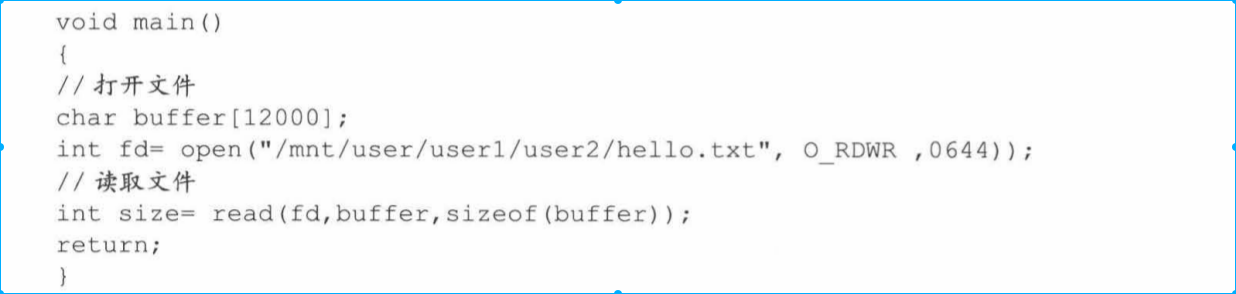 void main()
{
//打开文件
char buffer[12000];
int fd= open("/mnt/user/user1/user2/hello.txt", O_RDWR ,0644));
//读取文件
int size= read(fd,buffer,sizeof(buffer));
return;
}